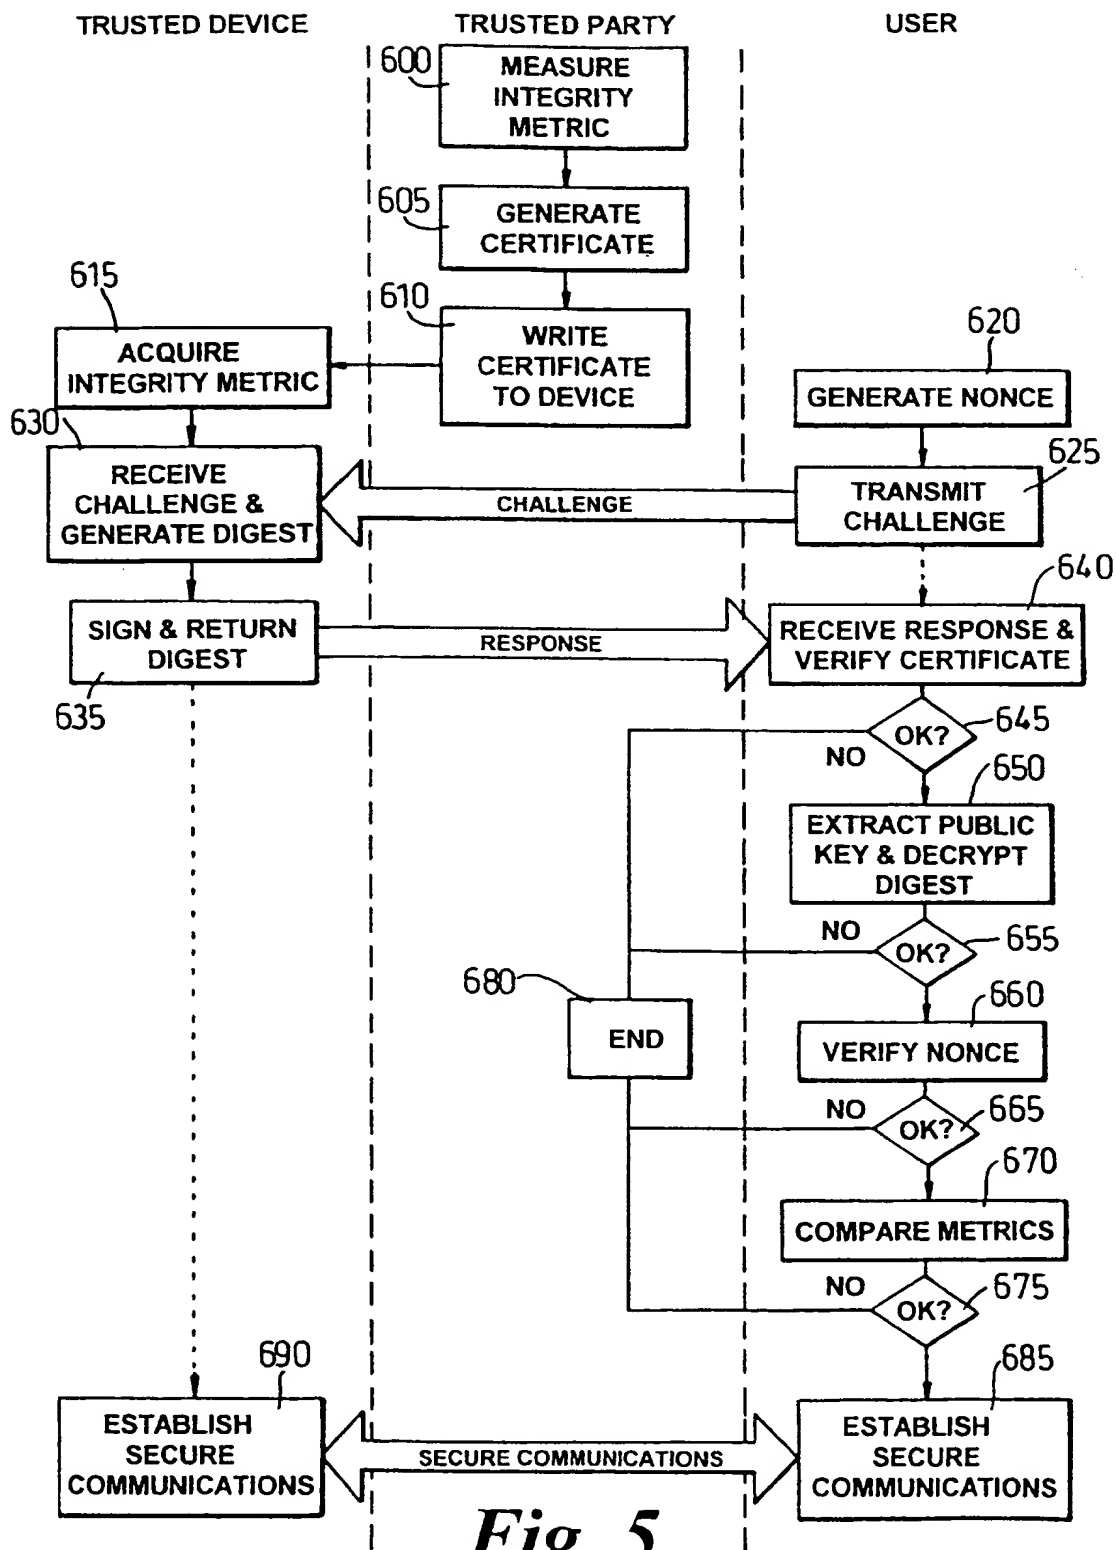 TRUSTED DEVICE
TRUSTED PARTY
USER
600
MEASURE
INTEGRITY
METRIC
605
GENERATE
CERTIFICATE
610
WRITE
CERTIFICATE
TO DEVICE
615
ACQUIRE
INTEGRITY METRIC
620
GENERATE NONCE
630
RECEIVE
CHALLENGE &
GENERATE DIGEST
CHALLENGE
625
TRANSMIT
CHALLENGE
SIGN & RETURN
DIGEST
635
RESPONSE
640
RECEIVE RESPONSE &
VERIFY CERTIFICATE
OK?
645
NO
650
EXTRACT PUBLIC
KEY & DECRYPT
DIGEST
NO
OK?
655
680
END
660
VERIFY NONCE
NO
OK?
665
670
COMPARE METRICS
NO
OK?
675
690
ESTABLISH
SECURE
COMMUNICATIONS
SECURE COMMUNICATIONS
685
ESTABLISH
SECURE
COMMUNICATIONS
Fig. 5